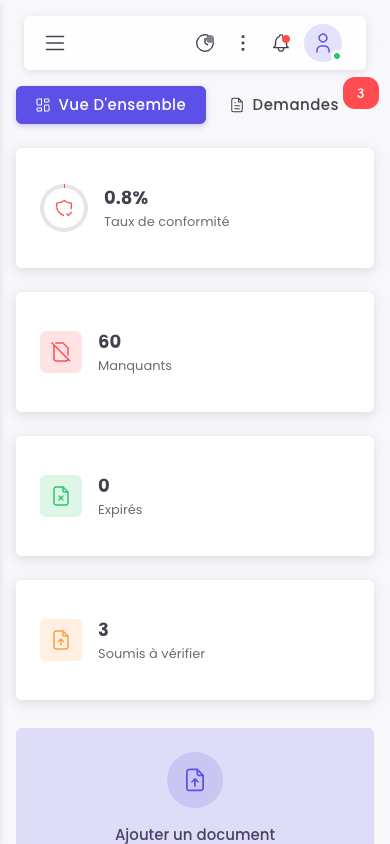 Vue D'ensemble
Demandes
3
0.8%
Taux de conformité
60
Manquants
0
Expirés
3
Soumis à vérifier
Ajouter un document